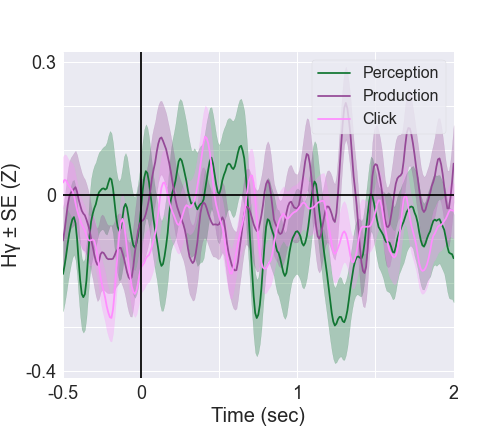 0.3
0
-0.4
Hγ ± SE (Z)
Perception
Production
Click
-0.5
0
1
2
Time (sec)